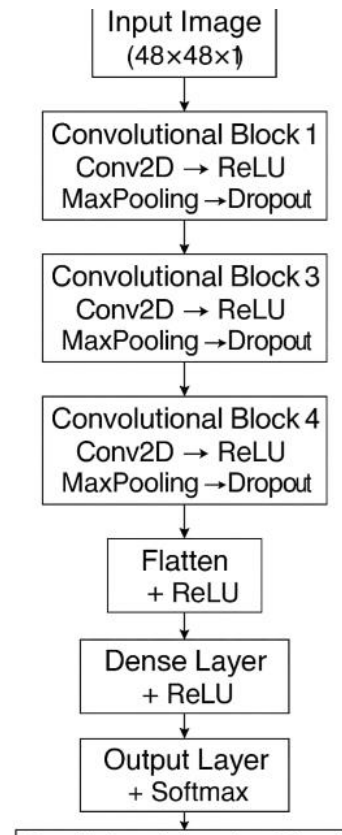 Input Image
(48×48×1)
Convolutional Block 1
Conv2D → ReLU
MaxPooling →Dropout
Convolutional Block 3
Conv2D → ReLU
MaxPooling →Dropout
Convolutional Block 4
Conv2D → ReLU
MaxPooling →Dropout
Flatten
+ ReLU
Dense Layer
+ ReLU
Output Layer
+ Softmax